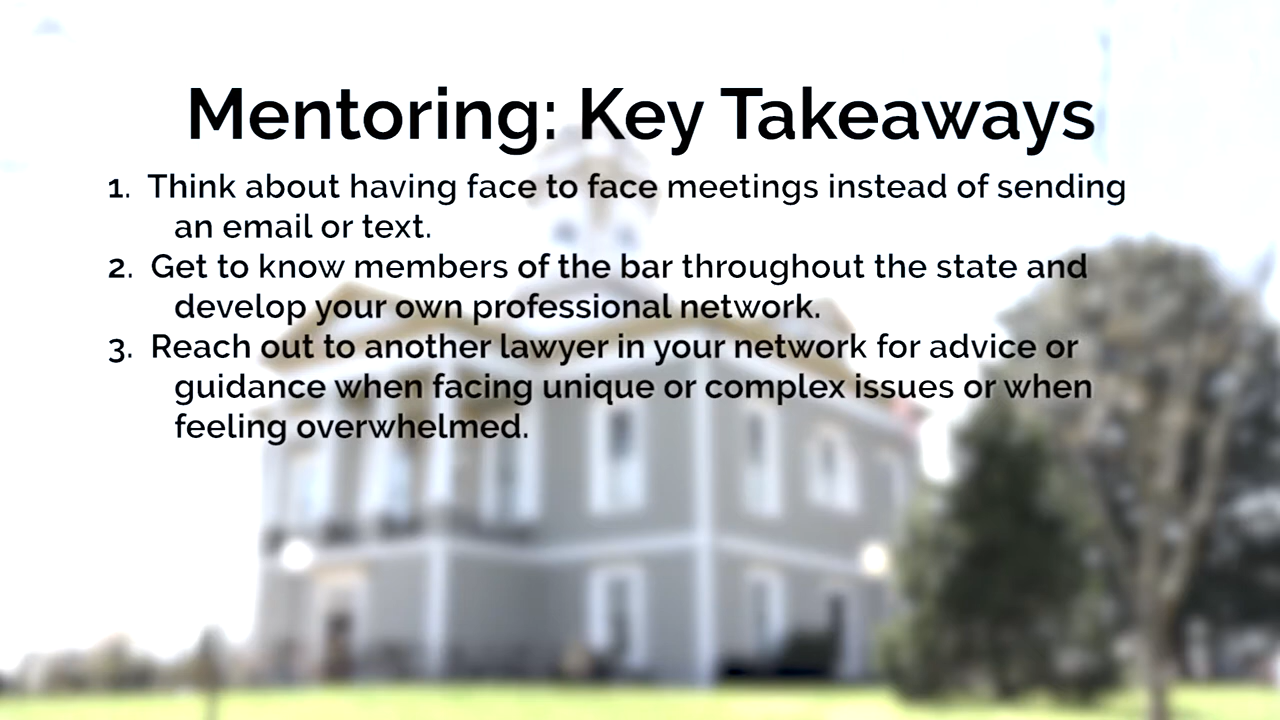 Mentoring: Key Takeaways
1. Think about having face to face meetings instead of sending
an email or text.
2. Get to know members of the bar throughout the state and
develop your own professional network.
3. Reach out to another lawyer in your network for advice or
guidance when facing unique or complex issues or when
feeling overwhelmed.